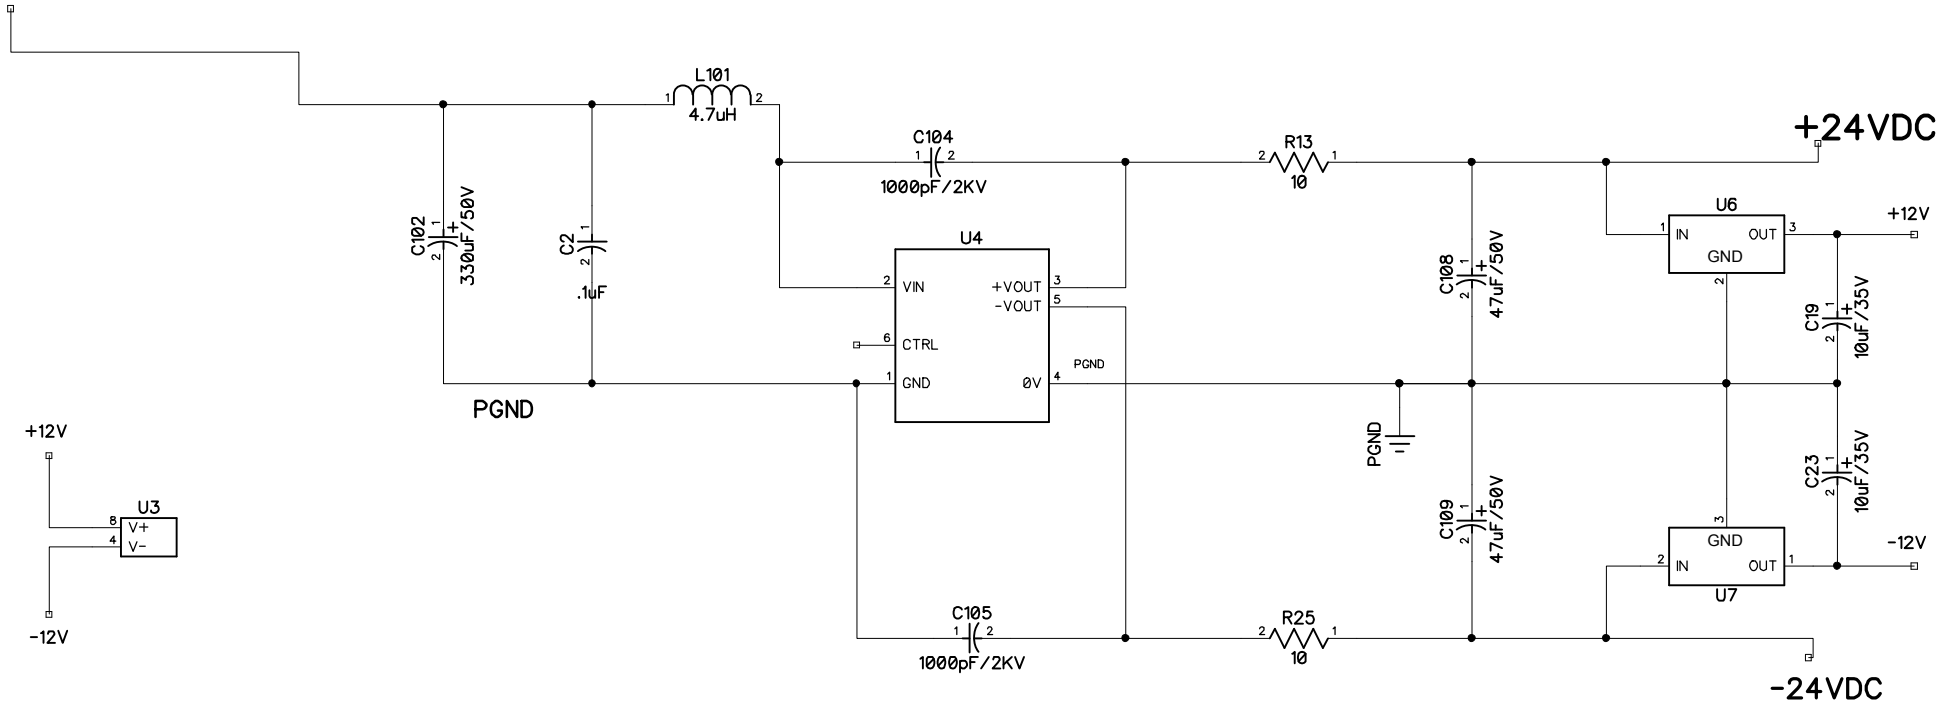 L101
1
2
4.7uH
+24VDC
C104
1
2
1000pF/2KV
R13
2
1
10
C102
1
+
2
330uF/50V
C2
1
2
.1uF
U4
2
VIN
+VOUT
3
-VOUT
5
6
CTRL
1
GND
0V
4
PGND
PGND
C108
1
+
2
47uF/50V
U6
1
IN
OUT
3
GND
2
+12V
C19
1
+
2
10uF/35V
PGND
C109
1
+
2
47uF/50V
C23
1
+
2
10uF/35V
3
GND
2
IN
OUT
1
U7
-12V
+12V
U3
8
V+
4
V-
-12V
C105
1
2
1000pF/2KV
R25
2
1
10
-24VDC